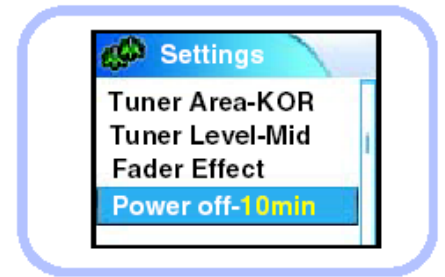 Settings
Tuner Area-KOR
Tuner Level-Mid
Fader Effect
Power off-10min